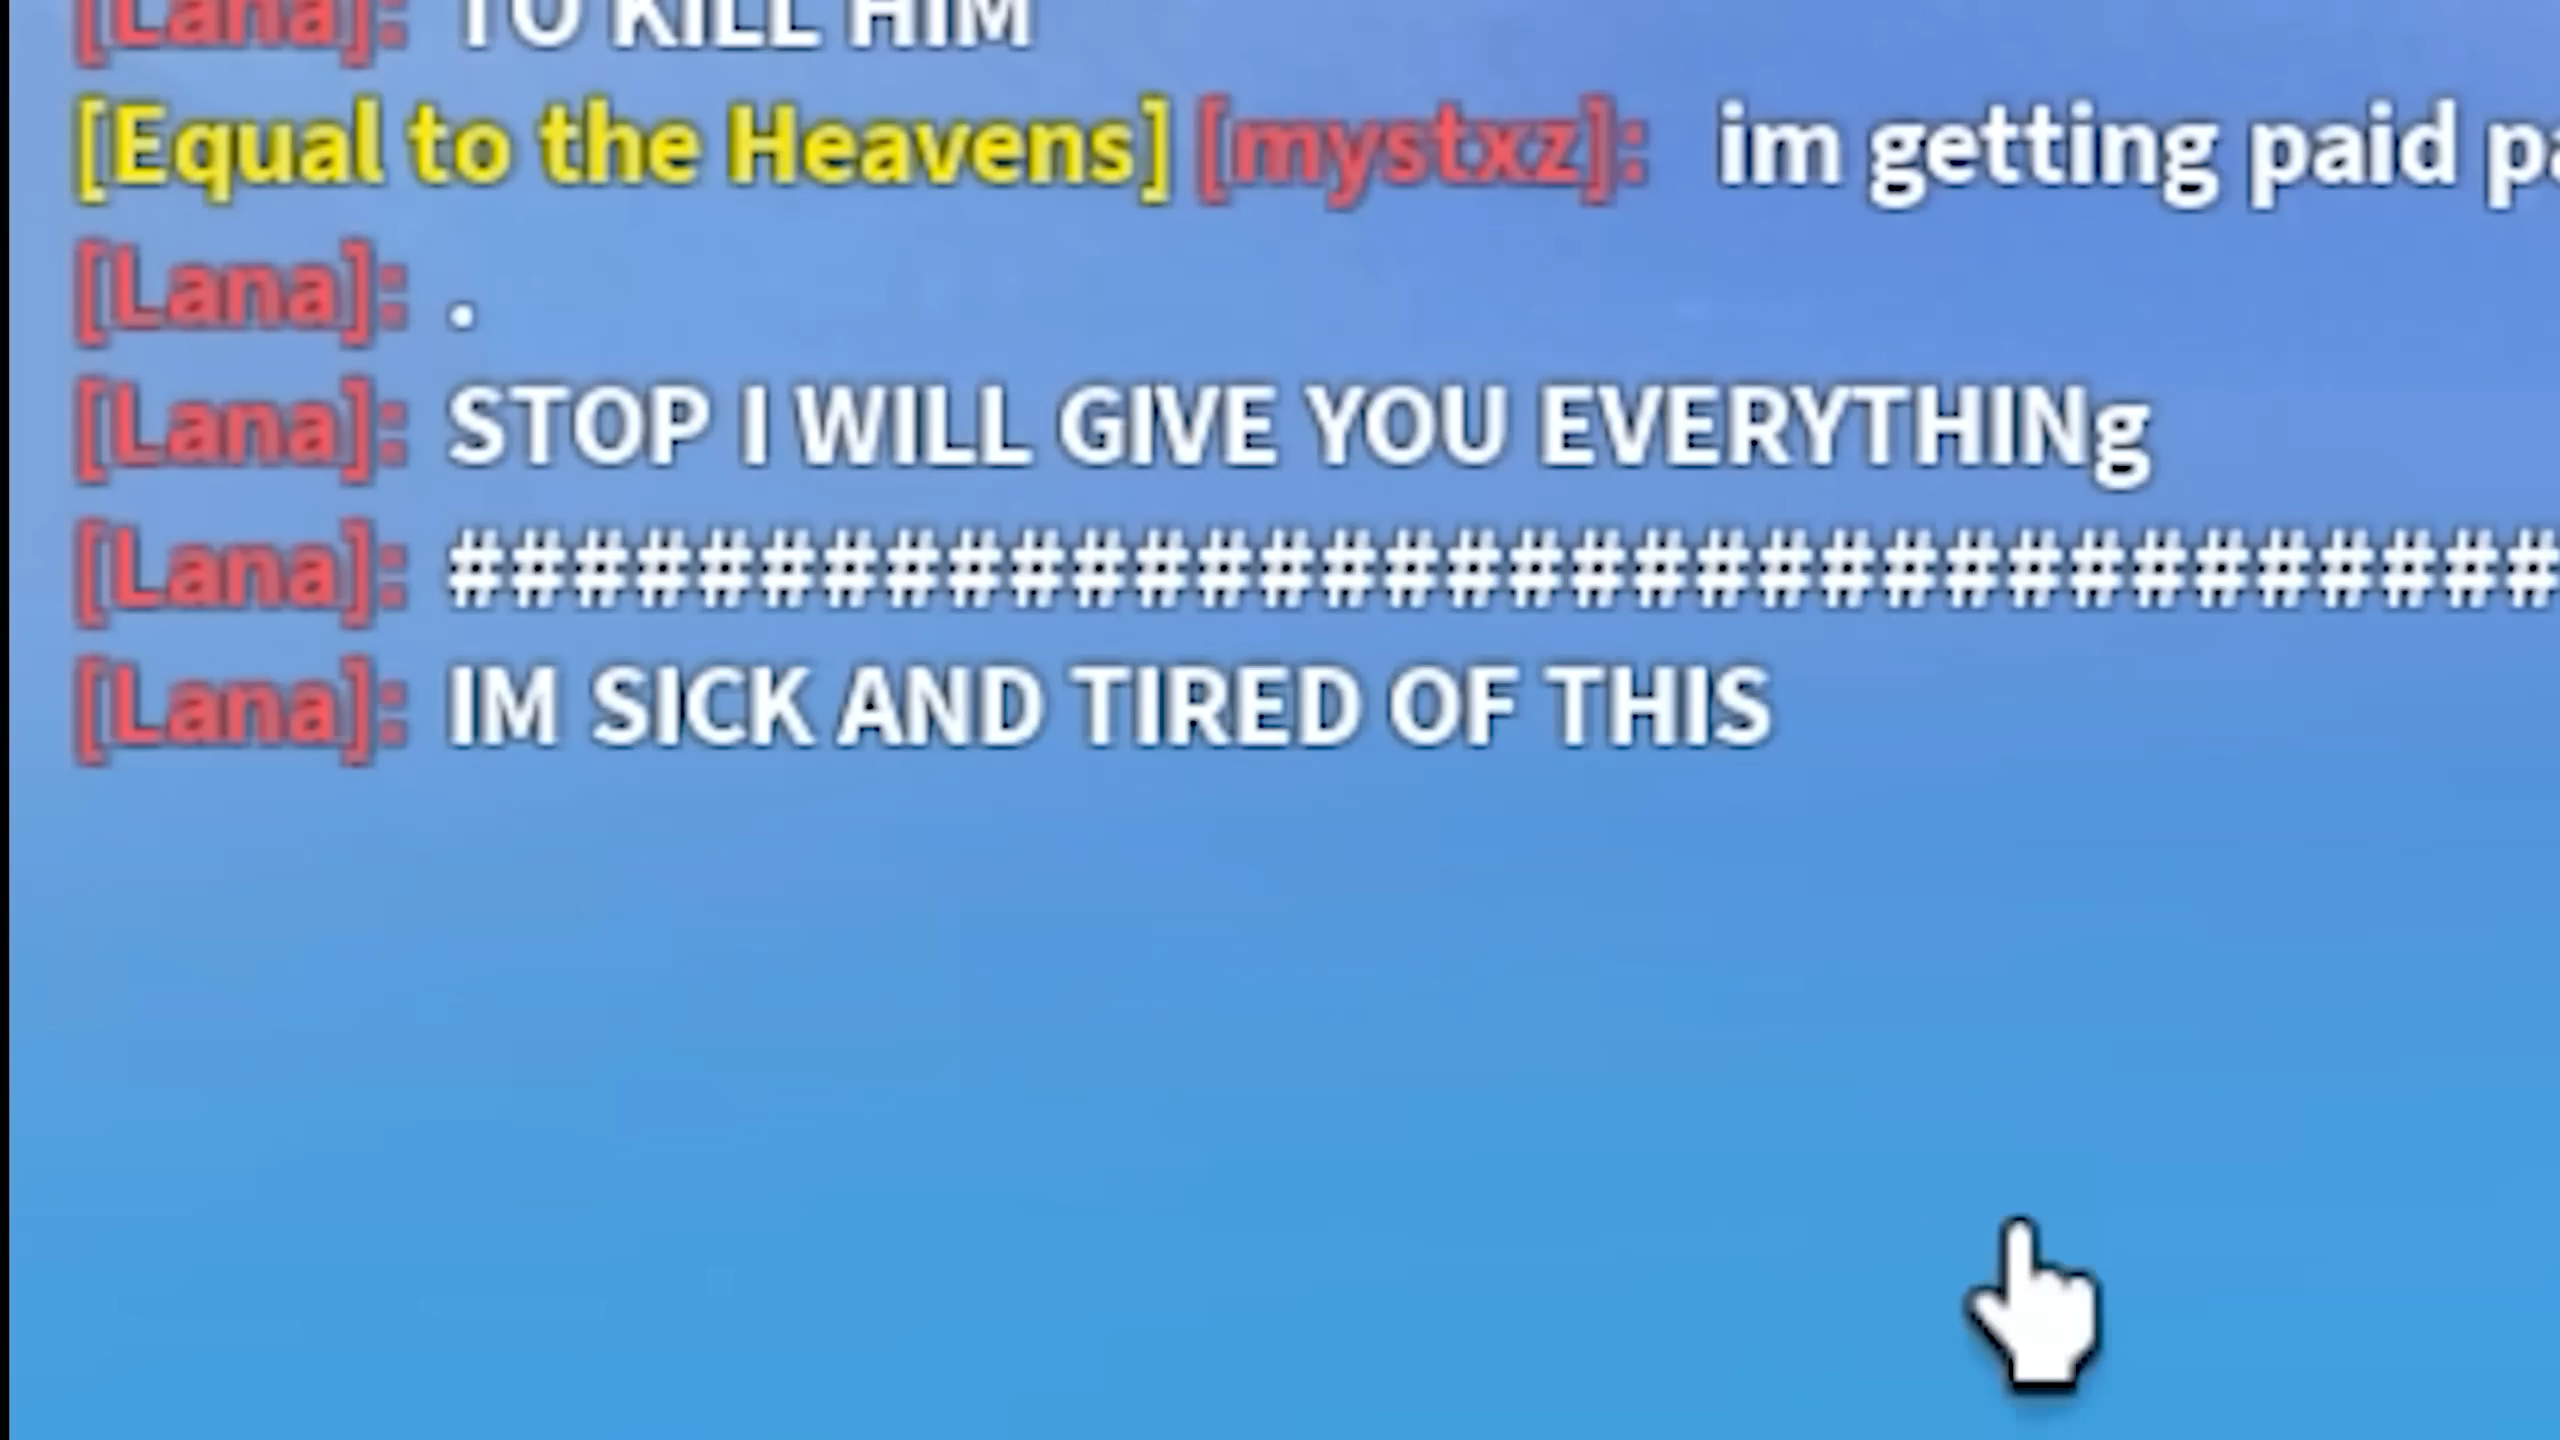 [Lana]: TO KILL HIM
[Equal to the Heavens] [mystxz]: im getting paid
[Lana]: .
[Lana]: STOP I WILL GIVE YOU EVERYTHINg
[Lana]: ##################################
[Lana]: IM SICK AND TIRED OF THIS